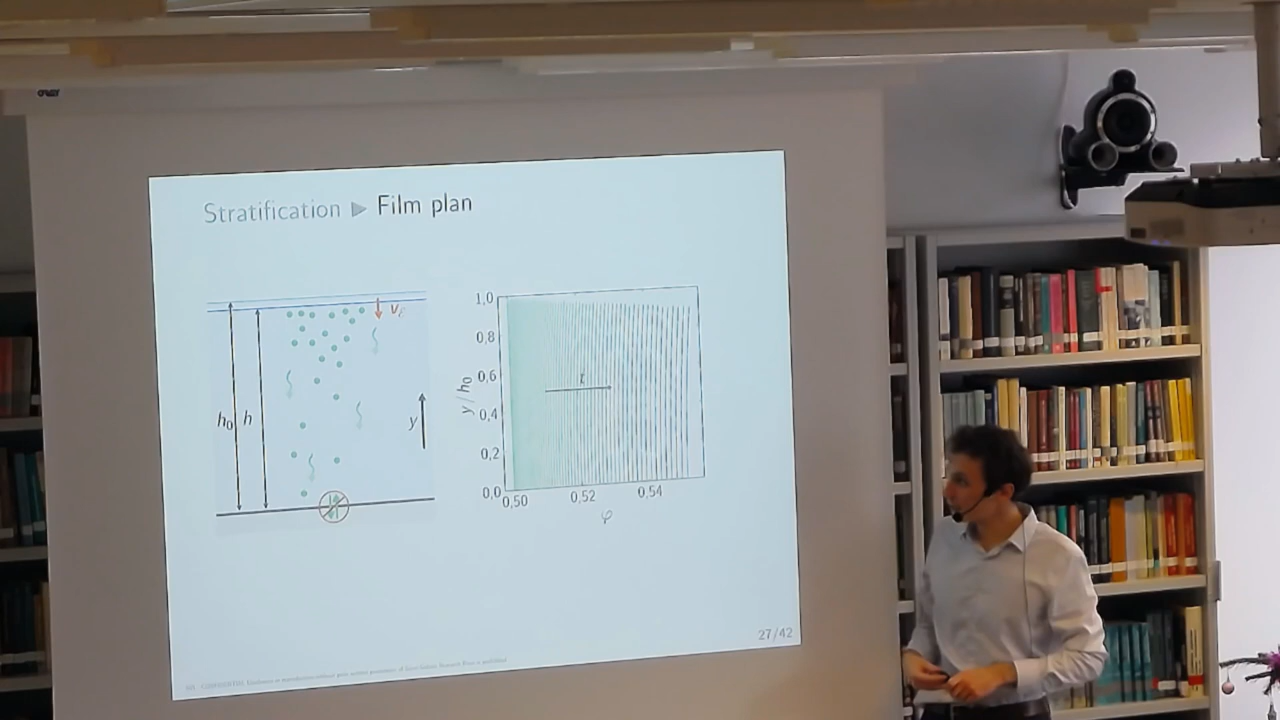 Stratification ▶ Film plan
v
h₀
h
y
1,0
0,8
0,6
0,4
0,2
0,0
y/h₀
t
0,50
0,52
0,54
φ
27/42